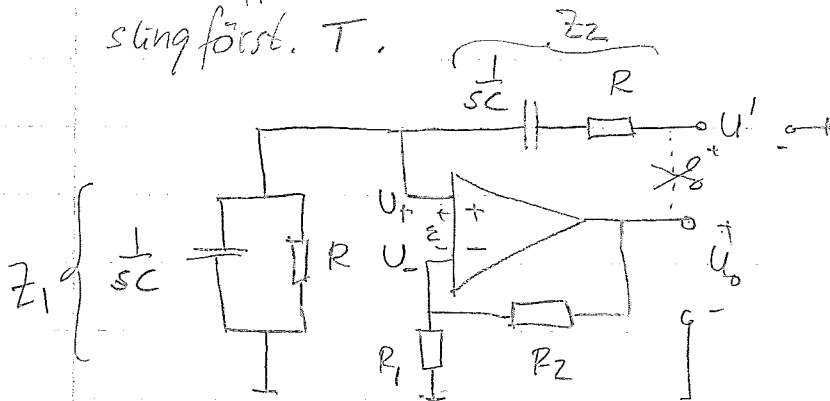 slingförst. T.
Z₂
1/sC R
U' -
+
U₊ + ε - +
Z₁ 1/sC R U₋ - +
U₀
R₁ R₂ -